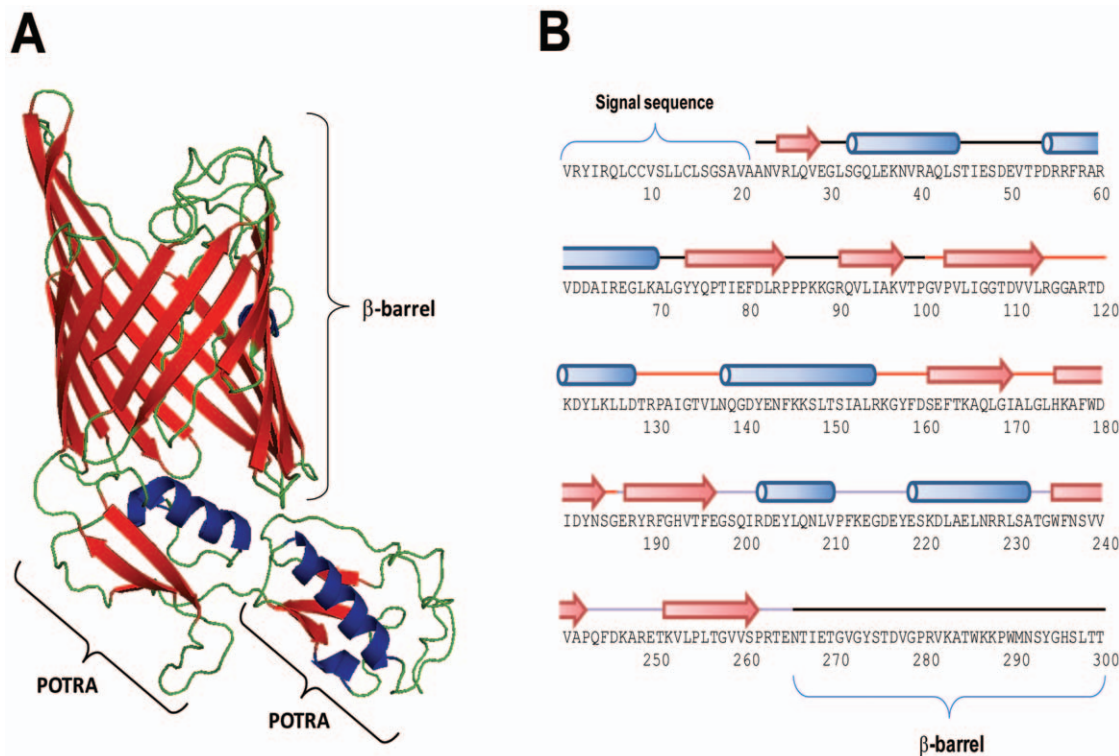 A
β-barrel
POTRA
POTRA
B
Signal sequence
VRYIRQLCCVSLLCLSGSAVAANVRLQVEGLSGQLEKNVRAQLSTIESDEVTPDRRFRAR
10 20 30 40 50 60
VDDAIREGLKALGYYQPTIEFDLRPPPKKGRQVLIAKVTPGVPVLIGGTDVVLRGGARTD
70 80 90 100 110 120
KDYLKLLDTRPAIGTVLNQGDYENFKKSLTSIALRKGYFDSEFTKAQLGIALGLHKAFWD
130 140 150 160 170 180
IDYNSGERYRFGHVTFEGSQIRDEYLQNLVPFKEGDEYESKDLAELNRRLSATGWFNSVV
190 200 210 220 230 240
VAPQFDKARETKVLPLTGVVSPRTENTIETGVGYSTDVGPRVKATWKKPWMNSYGHSLTT
250 260 270 280 290 300
β-barrel